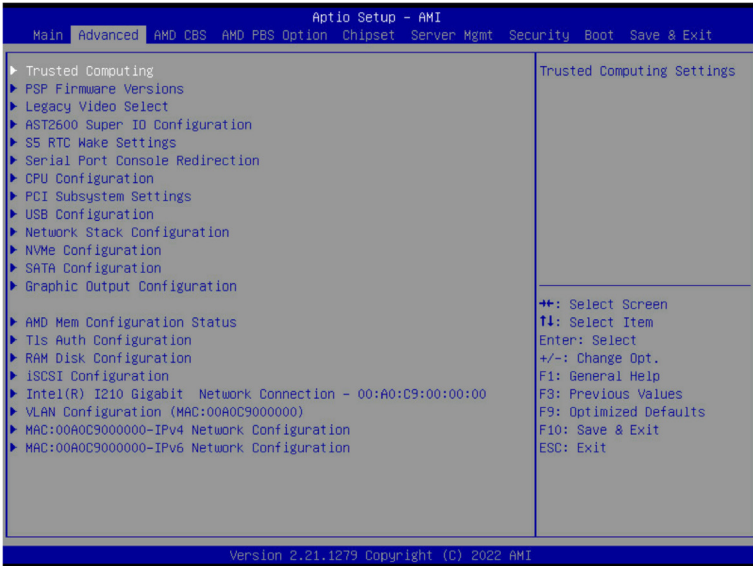 Aptio Setup – AMI
Main Advanced AMD CBS AMD PBS Option Chipset Server Mgmt Security Boot Save & Exit
Trusted Computing
PSP Firmware Versions
Legacy Video Select
AST2600 Super IO Configuration
S5 RTC Wake Settings
Serial Port Console Redirection
CPU Configuration
PCI Subsystem Settings
USB Configuration
Network Stack Configuration
NVMe Configuration
SATA Configuration
Graphic Output Configuration
AMD Mem Configuration Status
Tls Auth Configuration
RAM Disk Configuration
iSCSI Configuration
Intel(R) I210 Gigabit  Network Connection – 00:A0:C9:00:00:00
VLAN Configuration (MAC:00A0C9000000)
MAC:00A0C9000000–IPv4 Network Configuration
MAC:00A0C9000000–IPv6 Network Configuration
Trusted Computing Settings
→←: Select Screen
↑↓: Select Item
Enter: Select
+/–: Change Opt.
F1: General Help
F3: Previous Values
F9: Optimized Defaults
F10: Save & Exit
ESC: Exit
Version 2.21.1279 Copyright (C) 2022 AMI